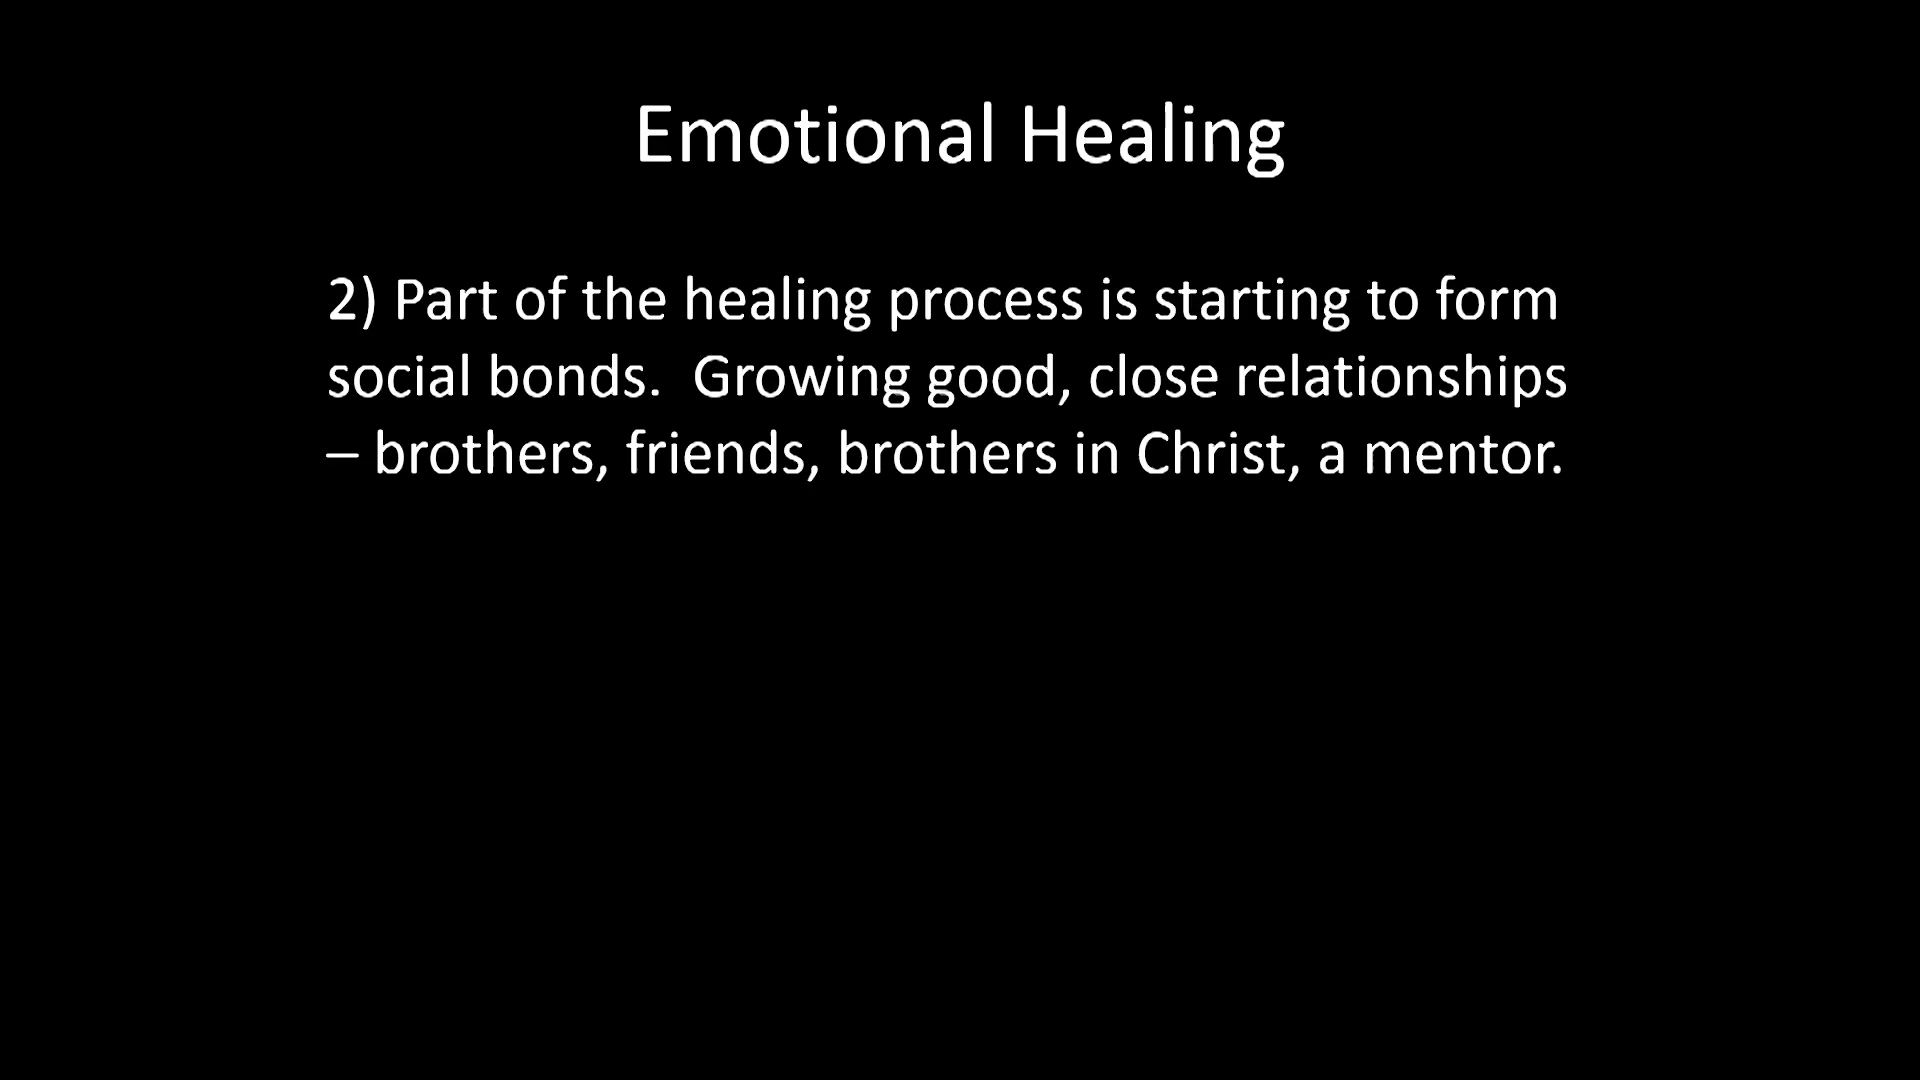 Emotional Healing
2) Part of the healing process is starting to form
social bonds.  Growing good, close relationships
– brothers, friends, brothers in Christ, a mentor.